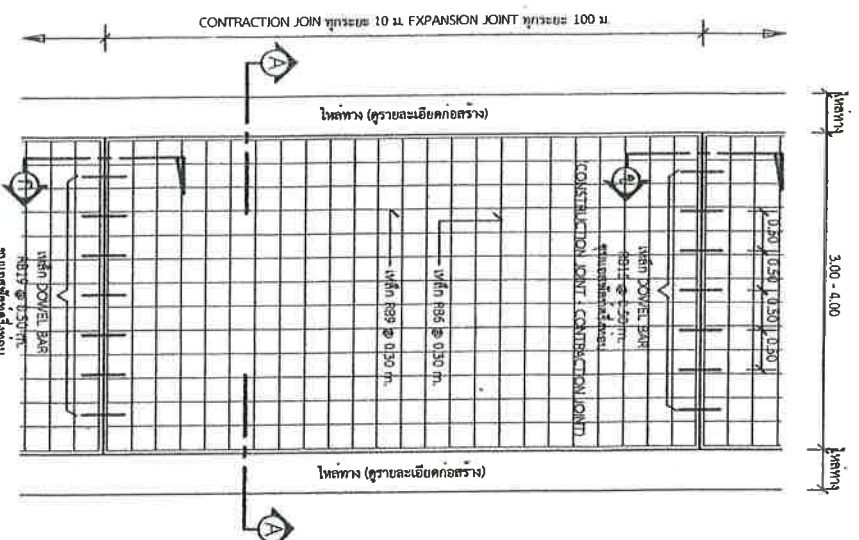 CONTRACTION JOIN ทุกระยะ 10 ม. EXPANSION JOINT ทุกระยะ 100 ม.
ไหล่ทาง
3.00 - 4.00
ไหล่ทาง
ไหล่ทาง (ดูรายละเอียดก่อสร้าง)
0.50
0.50
0.50
0.50
A
เหล็ก DOWEL BAR
@ 0.50 m.
(CONSTRUCTION JOINT , CONTRACTION JOINT)
เหล็ก RB6 @ 0.30 m.
เหล็ก RB9 @ 0.30 m.
เหล็ก DOWEL BAR
RB19 @ 0.50 m.
ก
ไหล่ทาง (ดูรายละเอียดก่อสร้าง)
A